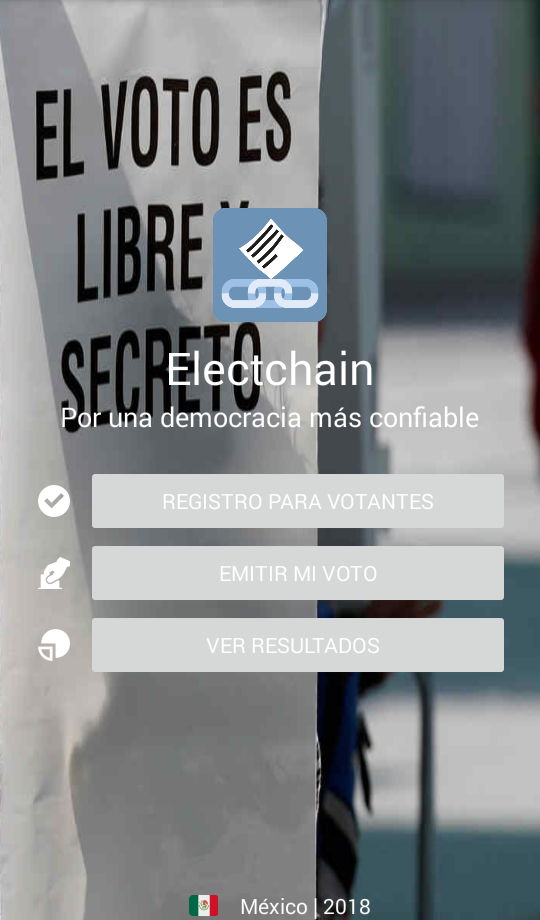 EL VOTO ES
LIBRE Y
SECRETO
Electchain
Por una democracia más confiable
REGISTRO PARA VOTANTES
EMITIR MI VOTO
VER RESULTADOS
México | 2018